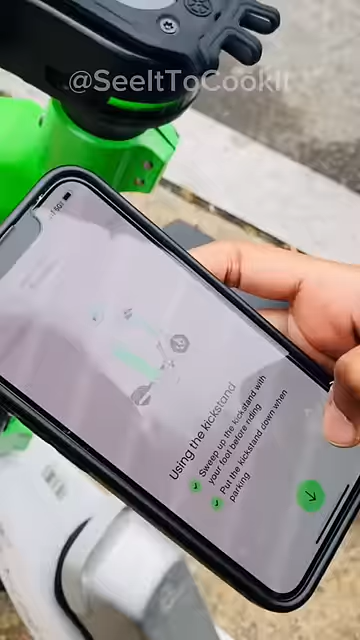 @SeeItToCookIt
5G
Using the kickstand
Sweep up the kickstand with
your foot before riding
Put the kickstand down when
parking